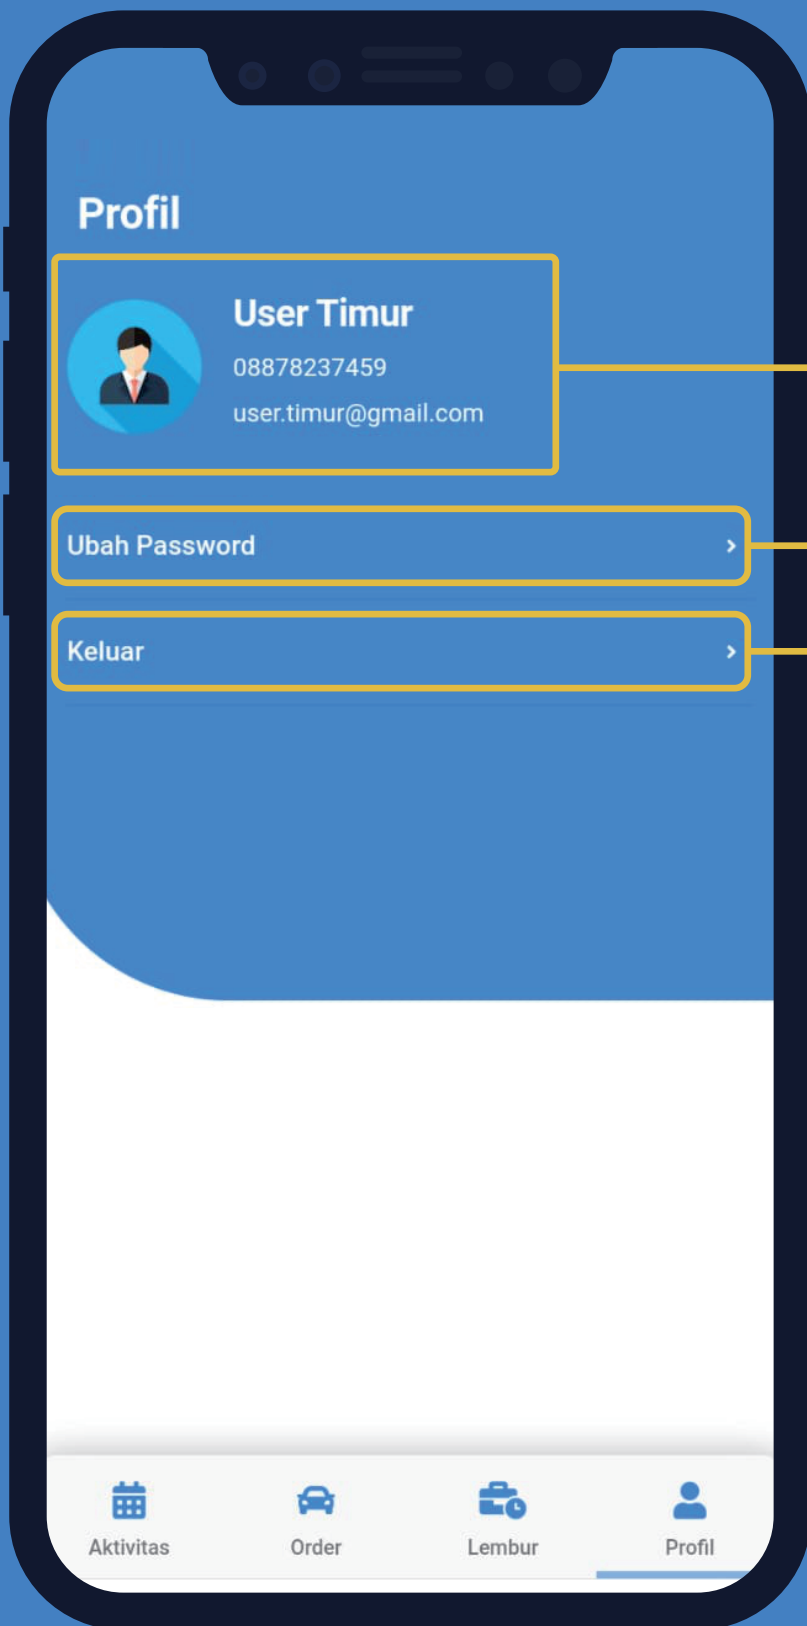 Profil
User Timur
08878237459
user.timur@gmail.com
Ubah Password
Keluar
Aktivitas
Order
Lembur
Profil